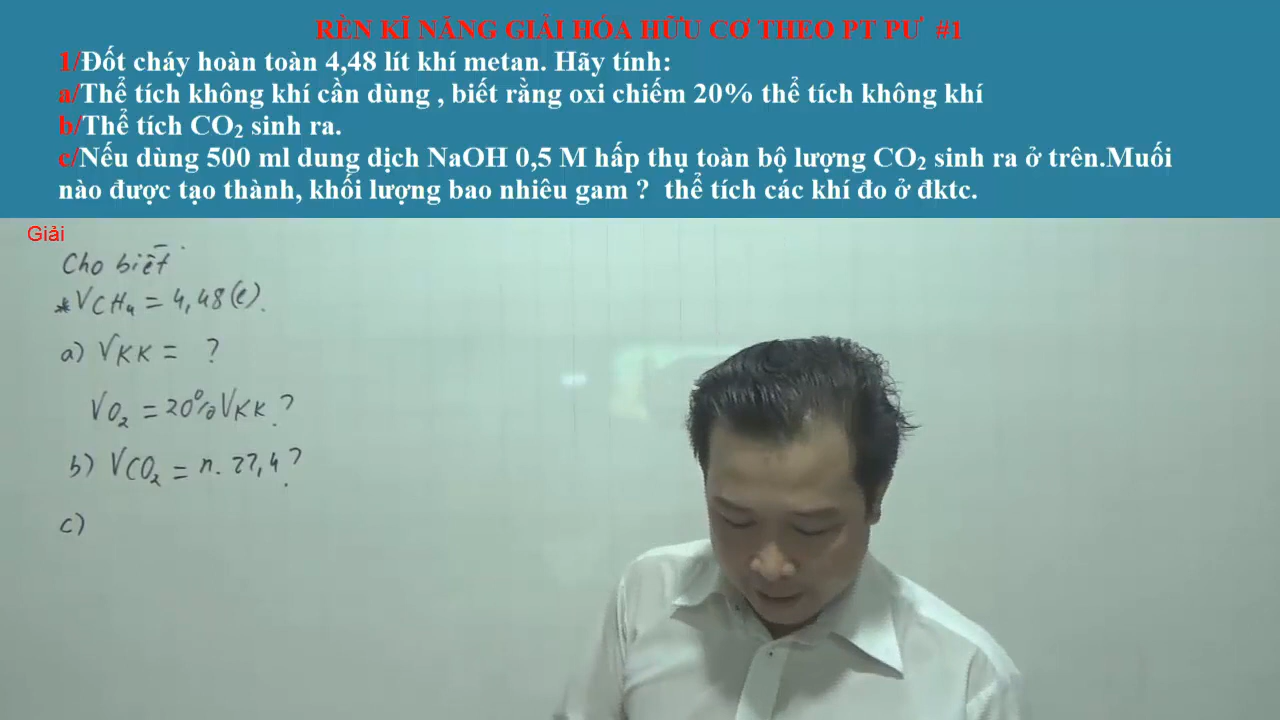 RÈN KĨ NĂNG GIẢI HÓA HỮU CƠ THEO PT PƯ #1
1/Đốt cháy hoàn toàn 4,48 lít khí metan. Hãy tính:
a/Thể tích không khí cần dùng , biết rằng oxi chiếm 20% thể tích không khí
b/Thể tích CO₂ sinh ra.
c/Nếu dùng 500 ml dung dịch NaOH 0,5 M hấp thụ toàn bộ lượng CO₂ sinh ra ở trên.Muối
nào được tạo thành, khối lượng bao nhiêu gam ? thể tích các khí đo ở đktc.
Giải
Cho biết
*VCH₄ = 4,48(l).
a) VKK = ?
VO₂ = 20%VKK ?
b) VCO₂ = n. 22,4 ?
c)